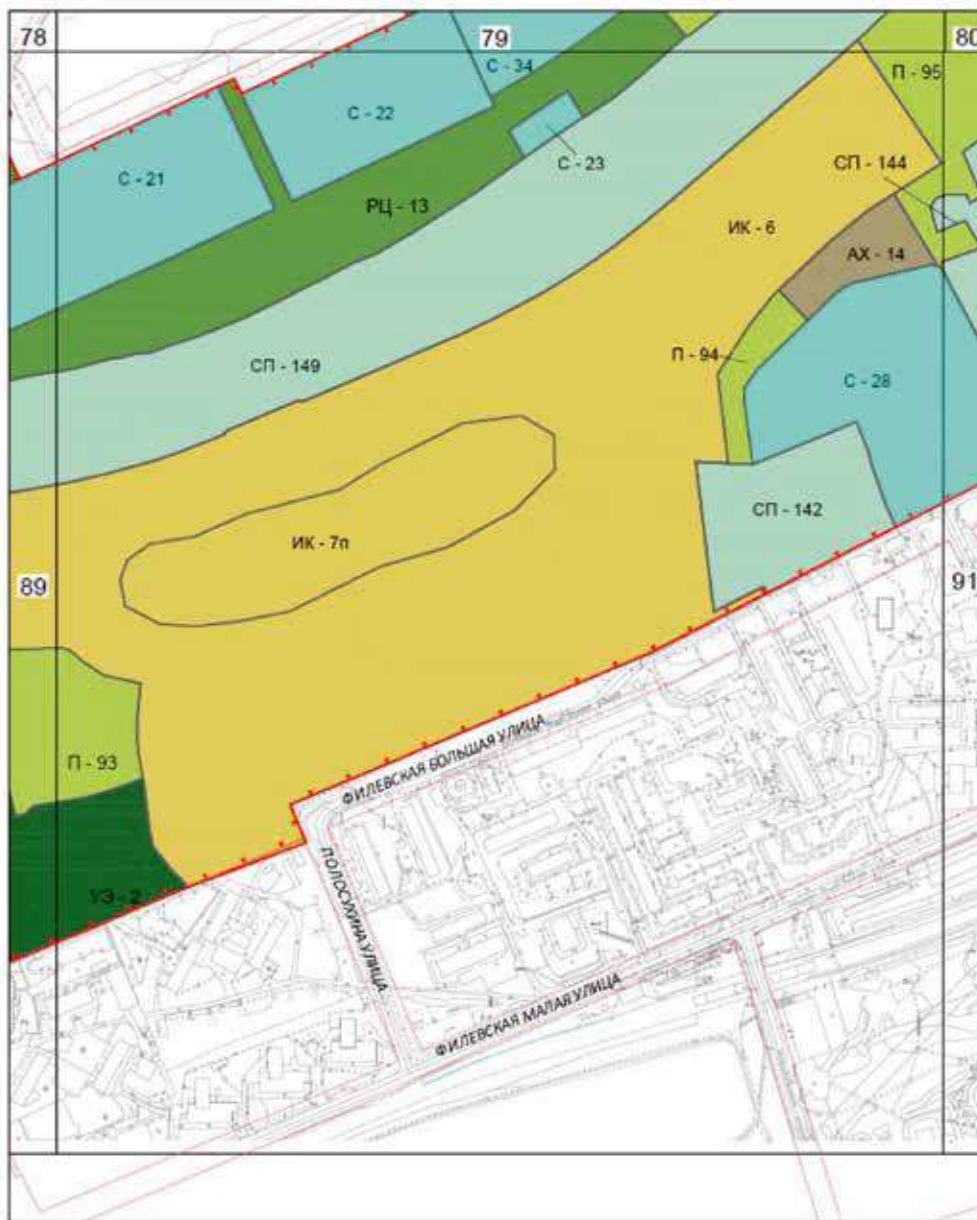 78
79
80
С - 34
П - 95
С - 22
С - 23
СП - 144
С - 21
РЦ - 13
ИК - 6
АХ - 14
П - 94
СП - 149
С - 28
СП - 142
ИК - 7п
89
91
П - 93
ФИЛЕВСКАЯ БОЛЬШАЯ УЛИЦА
УЭ - 2
ПОЛОСУХИНА УЛИЦА
ФИЛЕВСКАЯ МАЛАЯ УЛИЦА